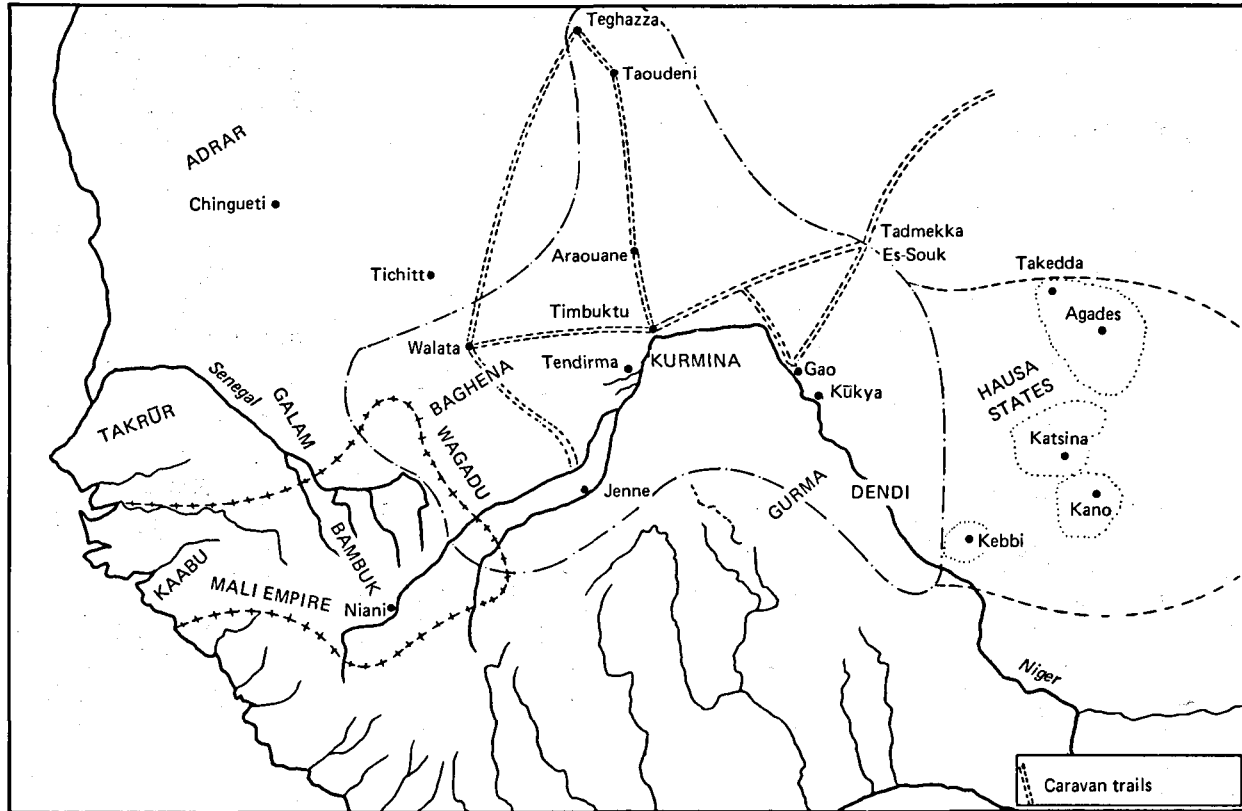 Teghazza
Taoudeni
ADRAR
Chingueti
Tichitt
Araouane
Tadmekka
Es-Souk
Takedda
Agades
Timbuktu
Walata
Tendirma
KURMINA
Gao
Kūkya
HAUSA
STATES
BAGHENA
Senegal
GALAM
TAKRŪR
WAGADU
Katsina
Jenne
GURMA
DENDI
Kano
Kebbi
BAMBUK
KAABU
MALI EMPIRE
Niani
Niger
Caravan trails